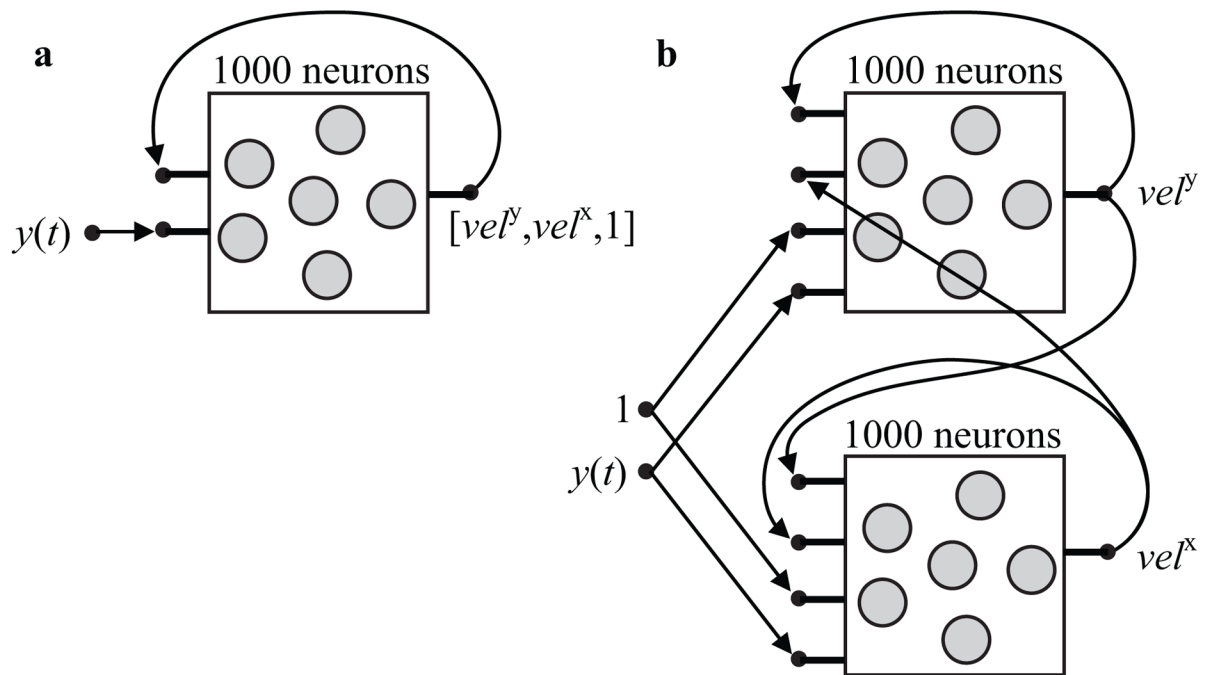 a
1000 neurons
y(t)
[vel^y,vel^x,1]
b
1000 neurons
vel^y
1
y(t)
1000 neurons
vel^x